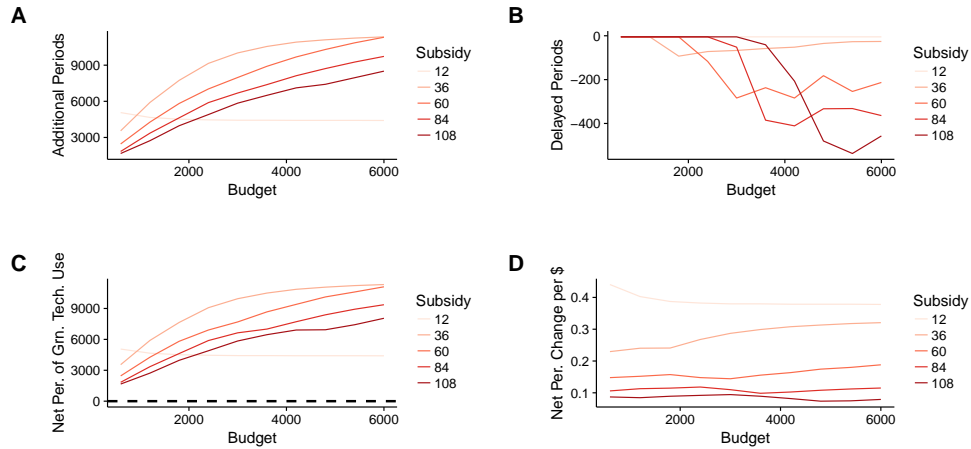 A
Additional Periods
9000
6000
3000
2000
4000
6000
Budget
Subsidy
12
36
60
84
108
B
Delayed Periods
0
−200
−400
2000
4000
6000
Budget
Subsidy
12
36
60
84
108
C
Net Per. of Grn. Tech. Use
9000
6000
3000
0
2000
4000
6000
Budget
Subsidy
12
36
60
84
108
D
Net Per. Change per $
0.4
0.3
0.2
0.1
2000
4000
6000
Budget
Subsidy
12
36
60
84
108